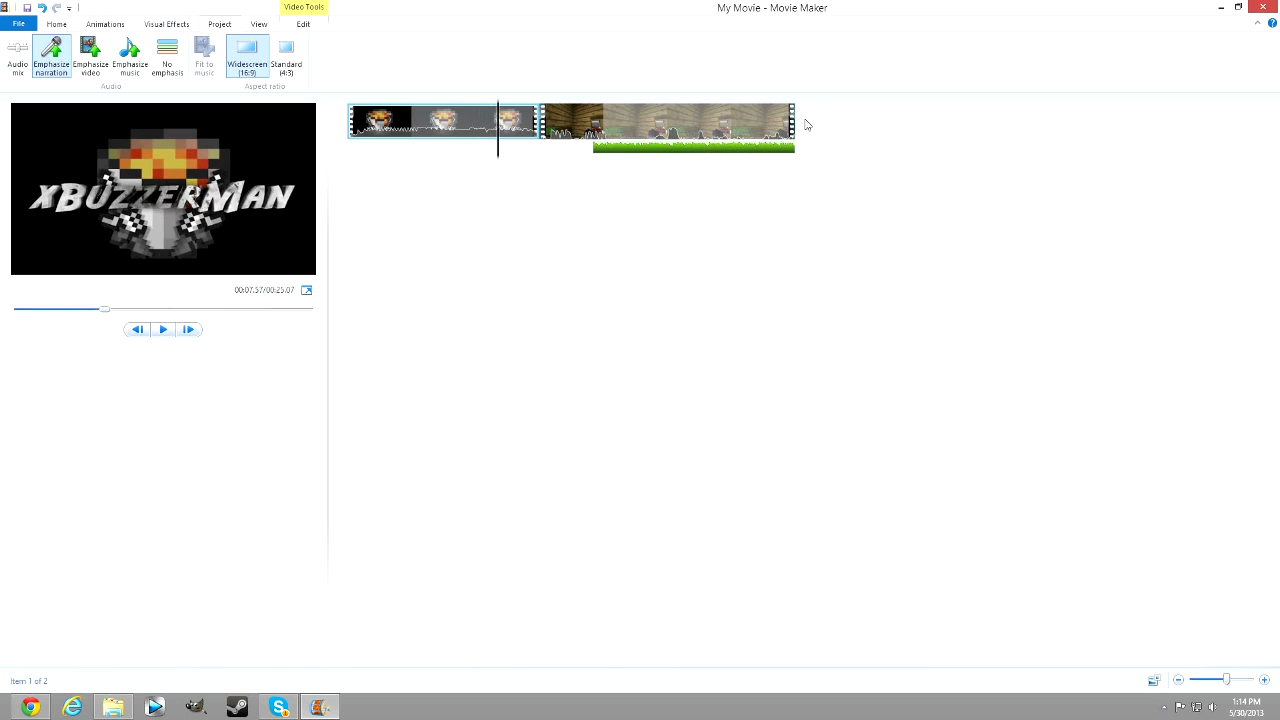 Video Tools
My Movie - Movie Maker
File
Home
Animations
Visual Effects
Project
View
Edit
Audio
mix
Emphasize
narration
Emphasize
video
Emphasize
music
No
emphasis
Fit to
music
Widescreen
(16:9)
Standard
(4:3)
Audio
Aspect ratio
XBUZZERMAN
00:07.57/00:25.07
Item 1 of 2
1:14 PM
5/30/2013